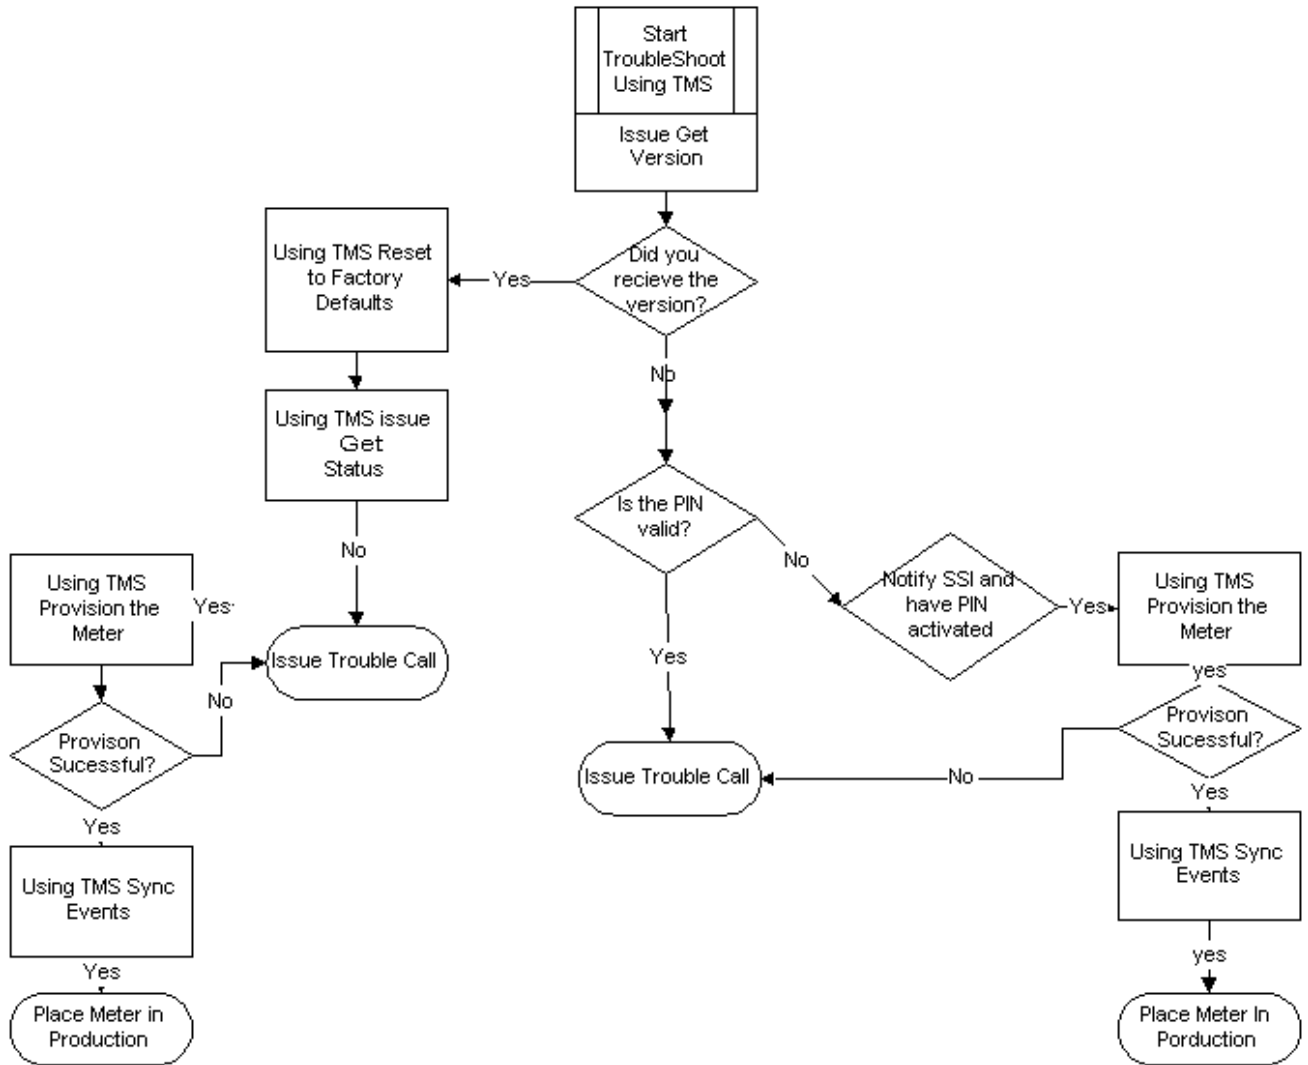 Start
TroubleShoot
Using TMS
Issue Get
Version
Did you
recieve the
version?
Yes
Using TMS Reset
to Factory
Defaults
No
Using TMS issue
Get
Status
Is the PIN
valid?
No
No
Notify SSI and
have PIN
activated
Yes
Using TMS
Provision the
Meter
Using TMS
Provision the
Meter
Yes
Yes
Issue Trouble Call
yes
No
Provison
Sucessful?
Provison
Sucessful?
Issue Trouble Call
No
Yes
Yes
Using TMS Sync
Events
Using TMS Sync
Events
yes
Yes
Place Meter in
Production
Place Meter In
Porduction